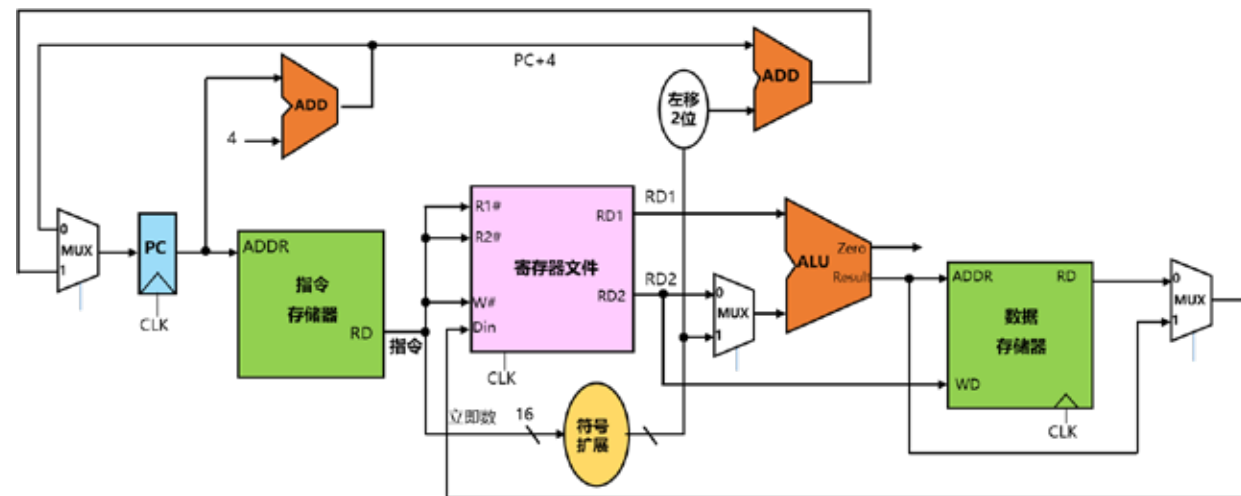 PC+4
ADD
4
左移
2位
ADD
0
MUX
1
PC
CLK
ADDR
指令
存储器
RD
指令
R1#
R2#
W#
Din
寄存器文件
RD1
RD2
CLK
RD1
RD2
0
MUX
1
ALU
Zero
Result
ADDR
RD
数据
存储器
WD
CLK
0
MUX
1
立即数
16
符号
扩展